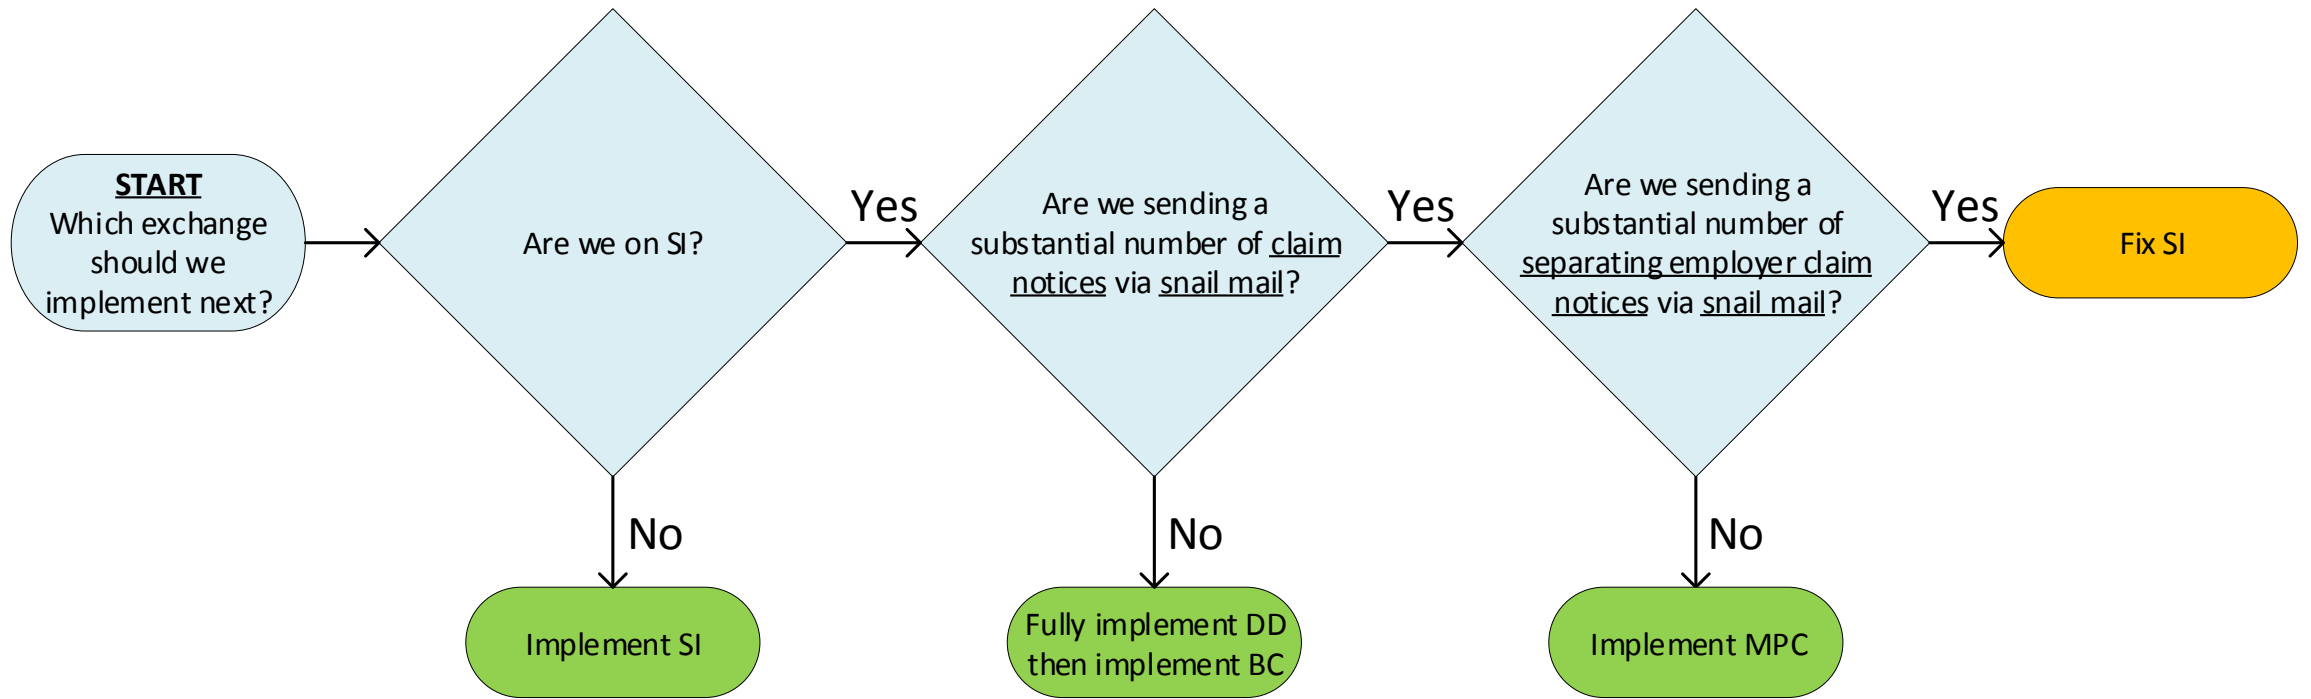 START
Which exchange
should we
implement next?
Are we on SI?
Yes
Are we sending a
substantial number of claim
notices via snail mail?
Yes
Are we sending a
substantial number of
separating employer claim
notices via snail mail?
Yes
Fix SI
No
No
No
Implement SI
Fully implement DD
then implement BC
Implement MPC